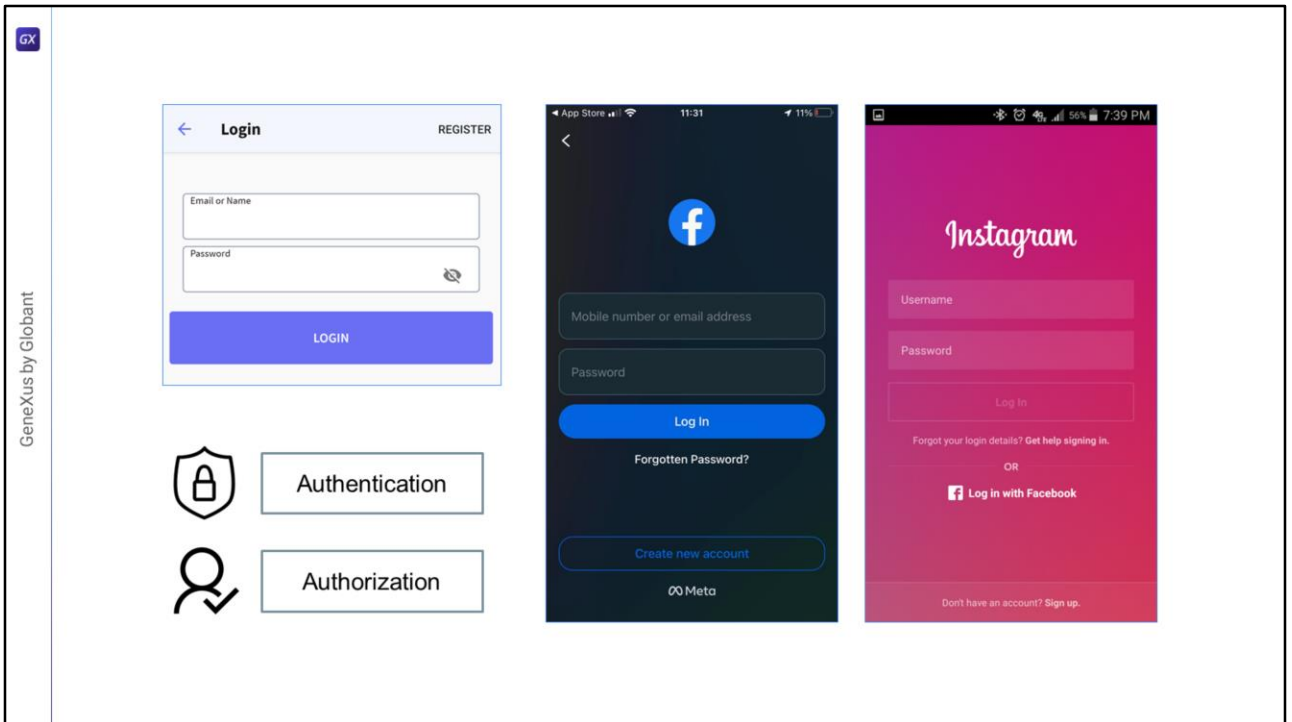 GX
GeneXus by Globant
Login
REGISTER
Email or Name
Password
LOGIN
Authentication
Authorization
App Store
11:31
11%
f
Mobile number or email address
Password
Log In
Forgotten Password?
Create new account
Meta
56% 7:39 PM
Instagram
Username
Password
Log In
Forgot your login details? Get help signing in.
OR
f Log in with Facebook
Don't have an account? Sign up.